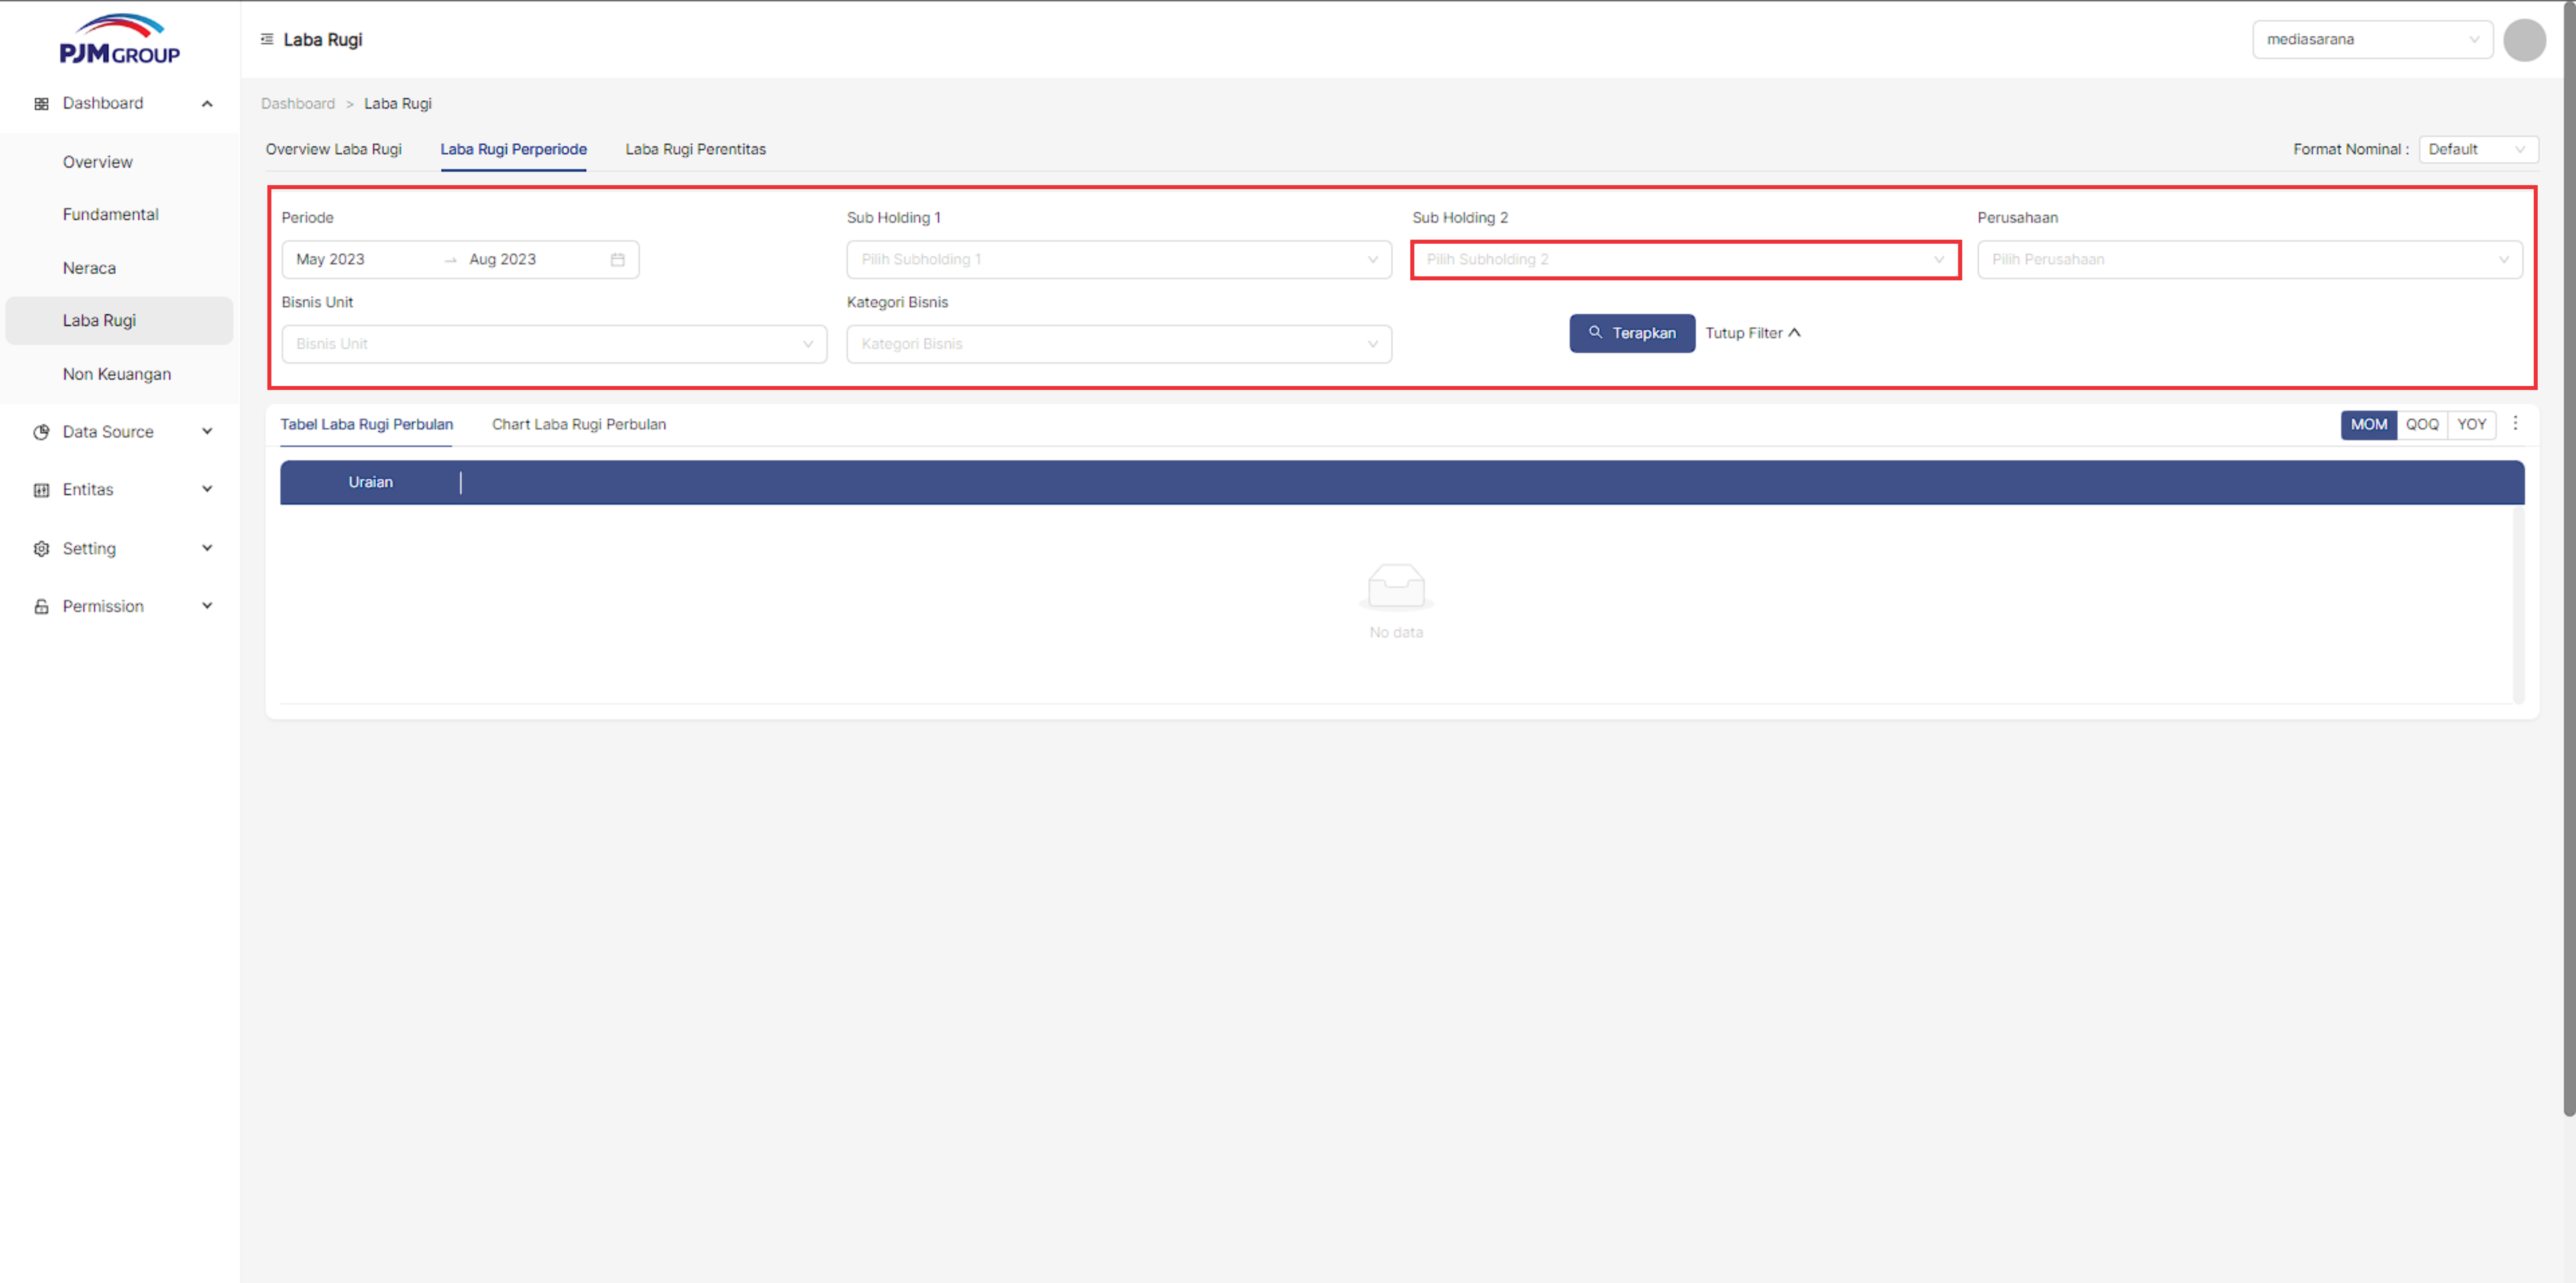 PJM GROUP
Laba Rugi
mediasarana
Dashboard
Overview
Fundamental
Neraca
Laba Rugi
Non Keuangan
Data Source
Entitas
Setting
Permission
Dashboard > Laba Rugi
Overview Laba Rugi Laba Rugi Perperiode Laba Rugi Perentitas
Format Nominal : Default
Periode Sub Holding 1 Sub Holding 2 Perusahaan
May 2023 → Aug 2023 Pilih Subholding 1 Pilih Subholding 2 Pilih Perusahaan
Bisnis Unit Kategori Bisnis
Bisnis Unit Kategori Bisnis
Terapkan Tutup Filter
Tabel Laba Rugi Perbulan Chart Laba Rugi Perbulan
MOM QOQ YOY
Uraian
No data